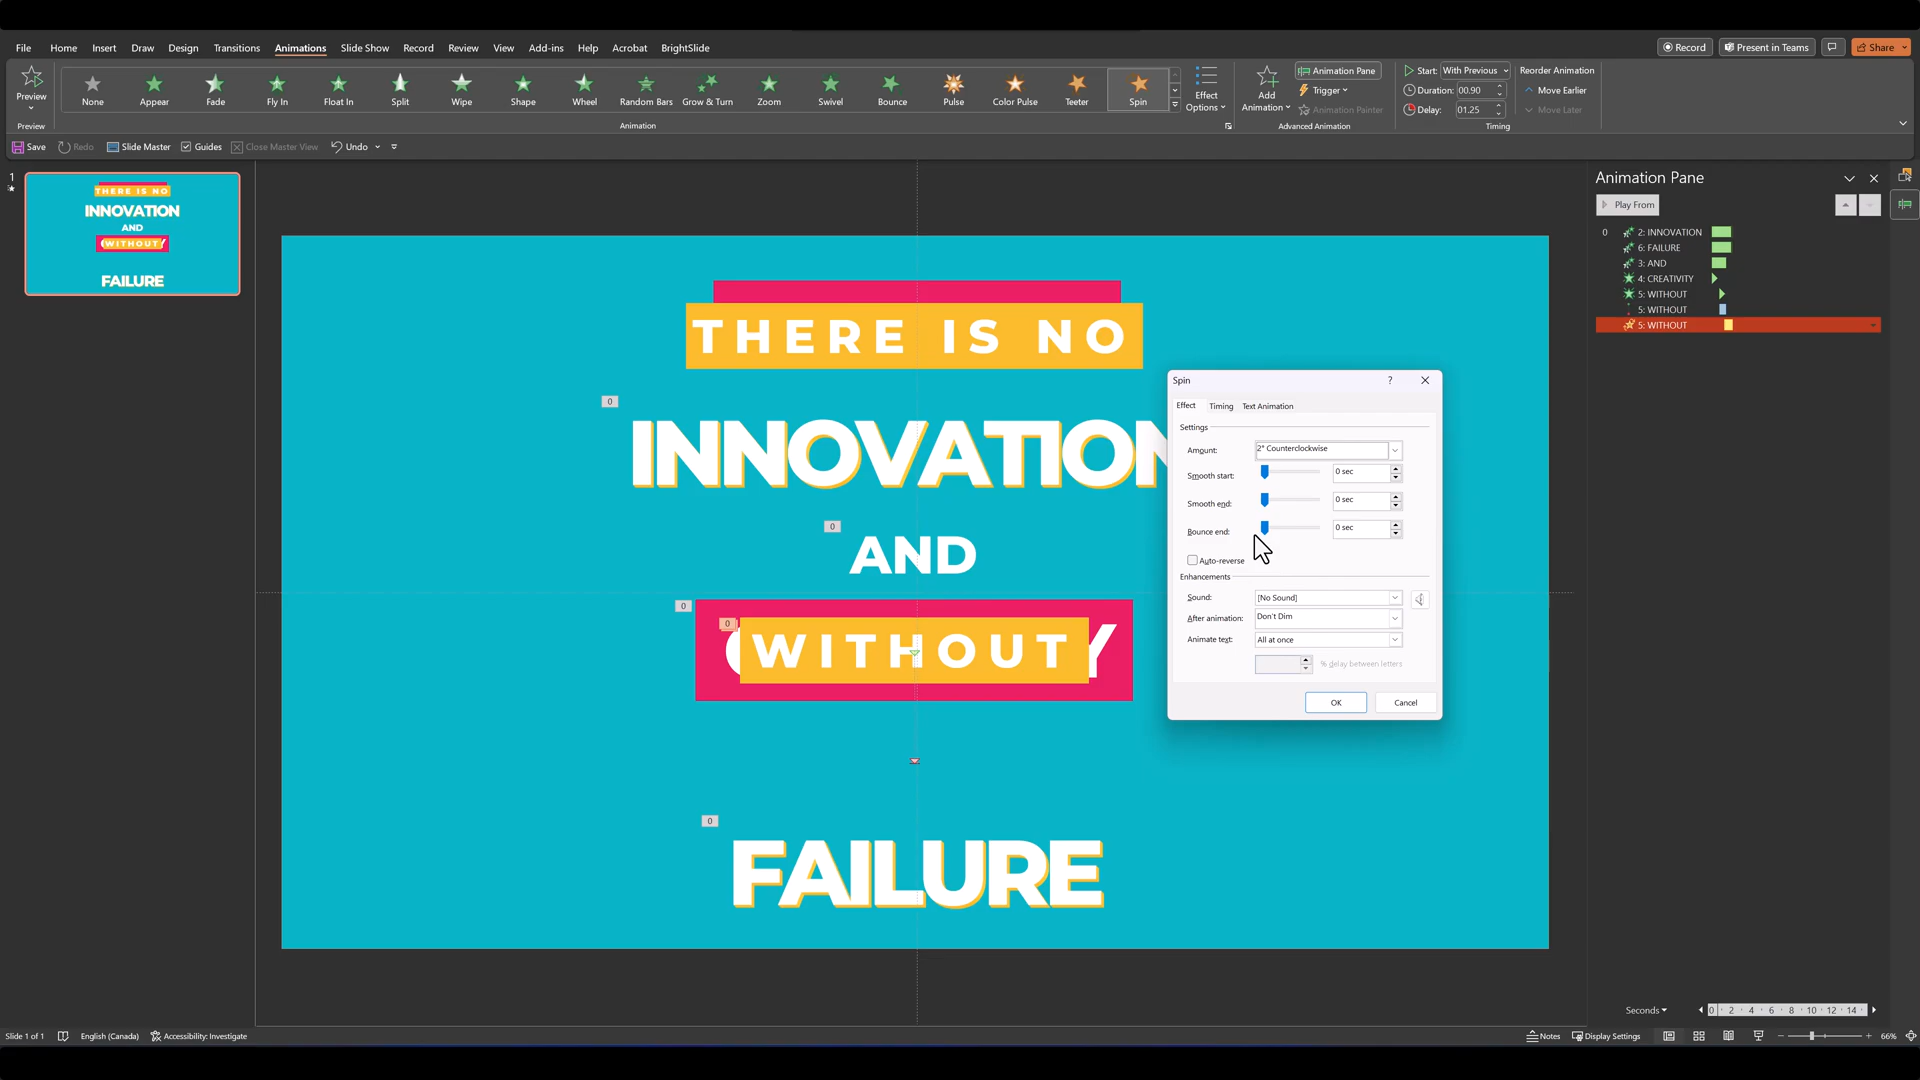 File Home Insert Draw Design Transitions Animations Slide Show Record Review View Add-ins Help Acrobat BrightSlide
Record Present in Teams Share
Preview
None Appear Fade Fly In Float In Split Wipe Shape Wheel Random Bars Grow & Turn Zoom Swivel Bounce Pulse Color Pulse Teeter Spin
Effect Options
Add Animation
Animation Pane
Trigger
Animation Painter
Start: With Previous
Duration: 00.90
Delay: 01.25
Reorder Animation
Move Earlier
Move Later
Preview Animation Advanced Animation Timing
Save Redo Slide Master Guides Close Master View Undo
1
THERE IS NO
INNOVATION
AND
WITHOUT
FAILURE
THERE IS NO
0
INNOVATION
0
AND
0
0
WITHOUT Y
0
FAILURE
Spin ?
Effect Timing Text Animation
Settings
Amount: 2° Counterclockwise
Smooth start: 0 sec
Smooth end: 0 sec
Bounce end: 0 sec
Auto-reverse
Enhancements
Sound: [No Sound]
After animation: Don't Dim
Animate text: All at once
% delay between letters
OK Cancel
Animation Pane
Play From
0 2: INNOVATION
6: FAILURE
3: AND
4: CREATIVITY
5: WITHOUT
5: WITHOUT
5: WITHOUT
Seconds 0 2 4 6 8 10 12 14
Slide 1 of 1 English (Canada) Accessibility: Investigate Notes Display Settings 66%